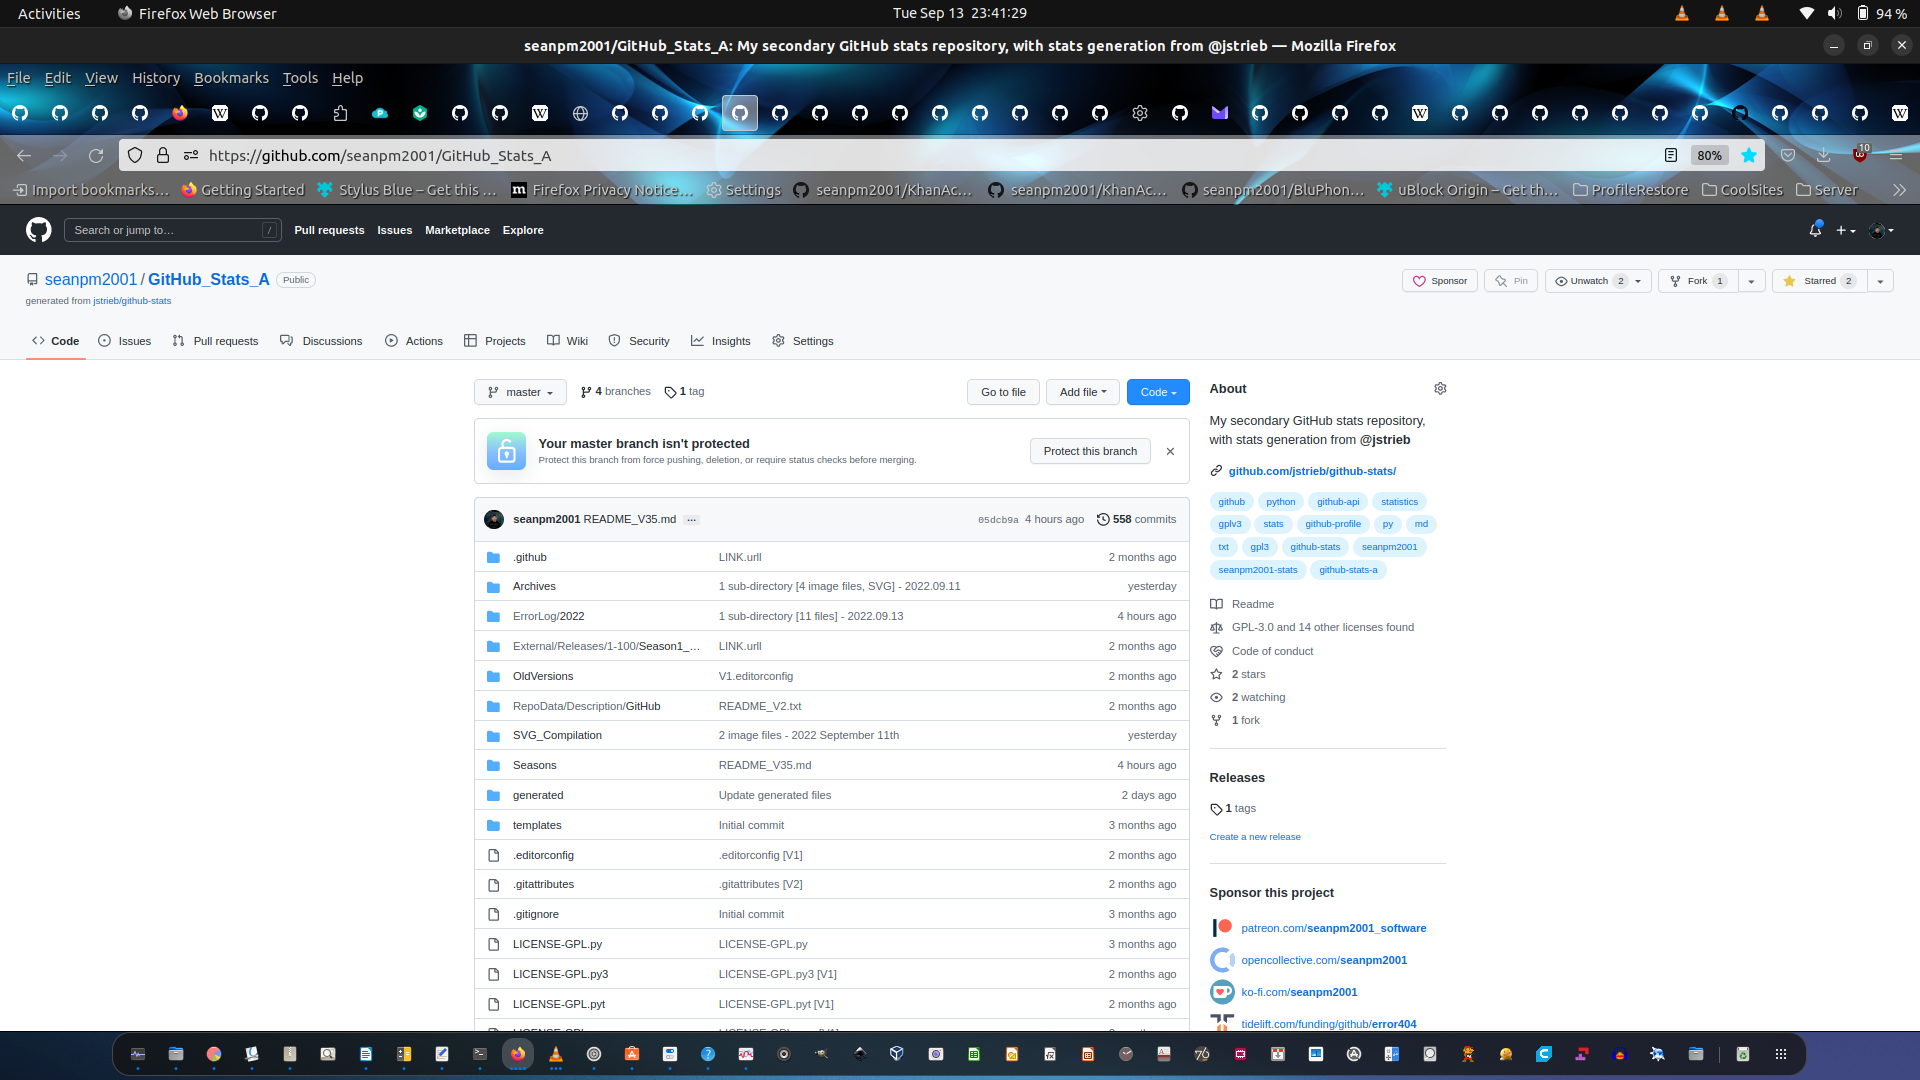 Activities
Firefox Web Browser
Tue Sep 13 23:41:29
94 %
seanpm2001/GitHub_Stats_A: My secondary GitHub stats repository, with stats generation from @jstrieb — Mozilla Firefox
File Edit View History Bookmarks Tools Help
https://github.com/seanpm2001/GitHub_Stats_A
80%
10
Import bookmarks… Getting Started Stylus Blue – Get this … Firefox Privacy Notice… Settings seanpm2001/KhanAc… seanpm2001/KhanAc… seanpm2001/BluPhon… uBlock Origin – Get th… ProfileRestore CoolSites Server
Search or jump to… /
Pull requests Issues Marketplace Explore
seanpm2001 / GitHub_Stats_A Public
generated from jstrieb/github-stats
Sponsor Pin Unwatch 2 Fork 1 Starred 2
Code Issues Pull requests Discussions Actions Projects Wiki Security Insights Settings
master 4 branches 1 tag
Go to file Add file Code
Your master branch isn't protected
Protect this branch from force pushing, deletion, or require status checks before merging.
Protect this branch
seanpm2001 README_V35.md … 05dcb9a 4 hours ago 558 commits
.github LINK.urll 2 months ago
Archives 1 sub-directory [4 image files, SVG] - 2022.09.11 yesterday
ErrorLog/2022 1 sub-directory [11 files] - 2022.09.13 4 hours ago
External/Releases/1-100/Season1_… LINK.urll 2 months ago
OldVersions V1.editorconfig 2 months ago
RepoData/Description/GitHub README_V2.txt 2 months ago
SVG_Compilation 2 image files - 2022 September 11th yesterday
Seasons README_V35.md 4 hours ago
generated Update generated files 2 days ago
templates Initial commit 3 months ago
.editorconfig .editorconfig [V1] 2 months ago
.gitattributes .gitattributes [V2] 2 months ago
.gitignore Initial commit 3 months ago
LICENSE-GPL.py LICENSE-GPL.py 3 months ago
LICENSE-GPL.py3 LICENSE-GPL.py3 [V1] 2 months ago
LICENSE-GPL.pyt LICENSE-GPL.pyt [V1] 2 months ago
About
My secondary GitHub stats repository,
with stats generation from @jstrieb
github.com/jstrieb/github-stats/
github python github-api statistics
gplv3 stats github-profile py md
txt gpl3 github-stats seanpm2001
seanpm2001-stats github-stats-a
Readme
GPL-3.0 and 14 other licenses found
Code of conduct
2 stars
2 watching
1 fork
Releases
1 tags
Create a new release
Sponsor this project
patreon.com/seanpm2001_software
opencollective.com/seanpm2001
ko-fi.com/seanpm2001
tidelift.com/funding/github/error404